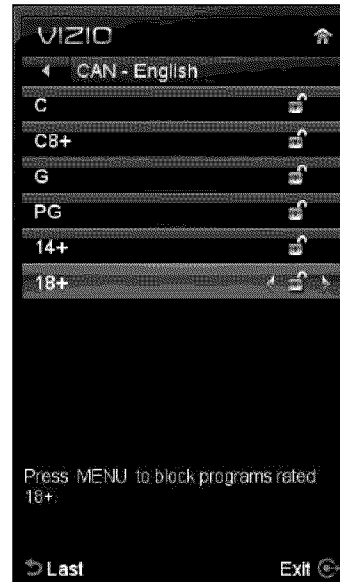 VIZIO
CAN - English
C
C8+
G
PG
14+
18+
Press MENU to block programs rated
18+.
Last Exit